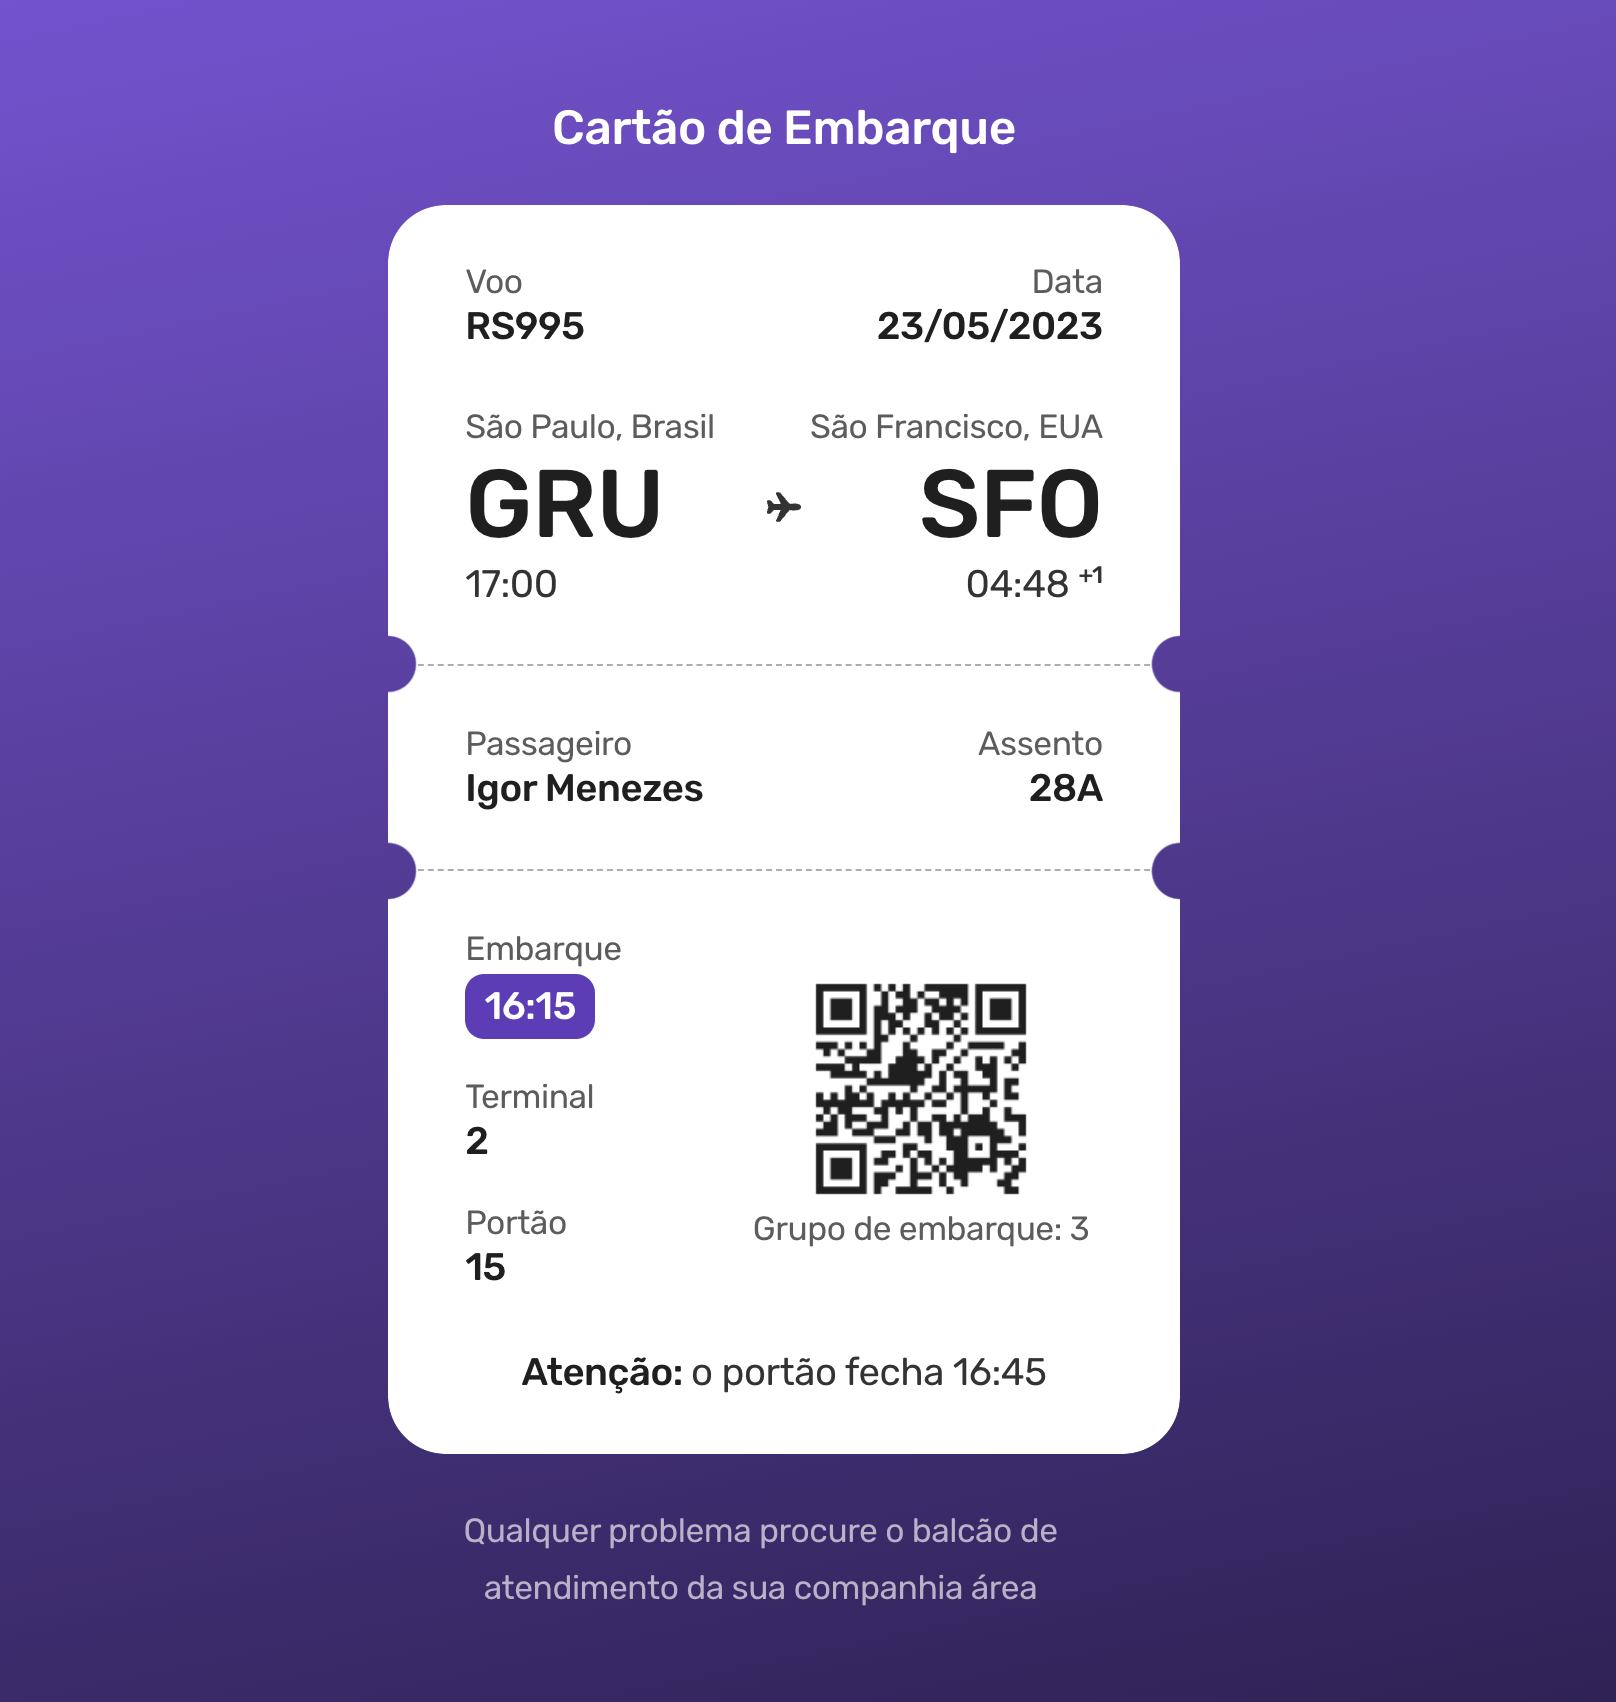 Cartão de Embarque
Voo
Data
RS995
23/05/2023
São Paulo, Brasil
São Francisco, EUA
GRU
SFO
17:00
04:48 +1
Passageiro
Assento
Igor Menezes
28A
Embarque
16:15
Terminal
2
Portão
15
Grupo de embarque: 3
Atenção: o portão fecha 16:45
Qualquer problema procure o balcão de
atendimento da sua companhia área